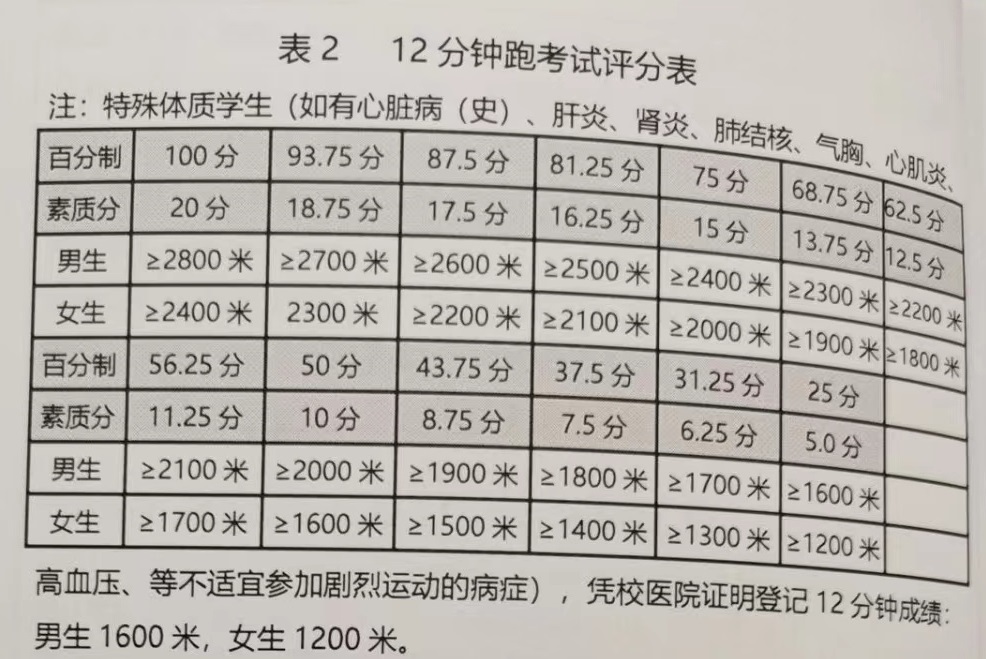 表 2 12 分钟跑考试评分表
注：特殊体质学生（如有心脏病（史）、肝炎、肾炎、肺结核、气胸、心肌炎、
百分制 100 分 93.75 分 87.5 分 81.25 分 75 分 68.75 分 62.5 分
素质分 20 分 18.75 分 17.5 分 16.25 分 15 分 13.75 分 12.5 分
男生 ≥2800 米 ≥2700 米 ≥2600 米 ≥2500 米 ≥2400 米 ≥2300 米 ≥2200 米
女生 ≥2400 米 2300 米 ≥2200 米 ≥2100 米 ≥2000 米 ≥1900 米 ≥1800 米
百分制 56.25 分 50 分 43.75 分 37.5 分 31.25 分 25 分
素质分 11.25 分 10 分 8.75 分 7.5 分 6.25 分 5.0 分
男生 ≥2100 米 ≥2000 米 ≥1900 米 ≥1800 米 ≥1700 米 ≥1600 米
女生 ≥1700 米 ≥1600 米 ≥1500 米 ≥1400 米 ≥1300 米 ≥1200 米
高血压、等不适宜参加剧烈运动的病症），凭校医院证明登记 12 分钟成绩：
男生 1600 米，女生 1200 米。